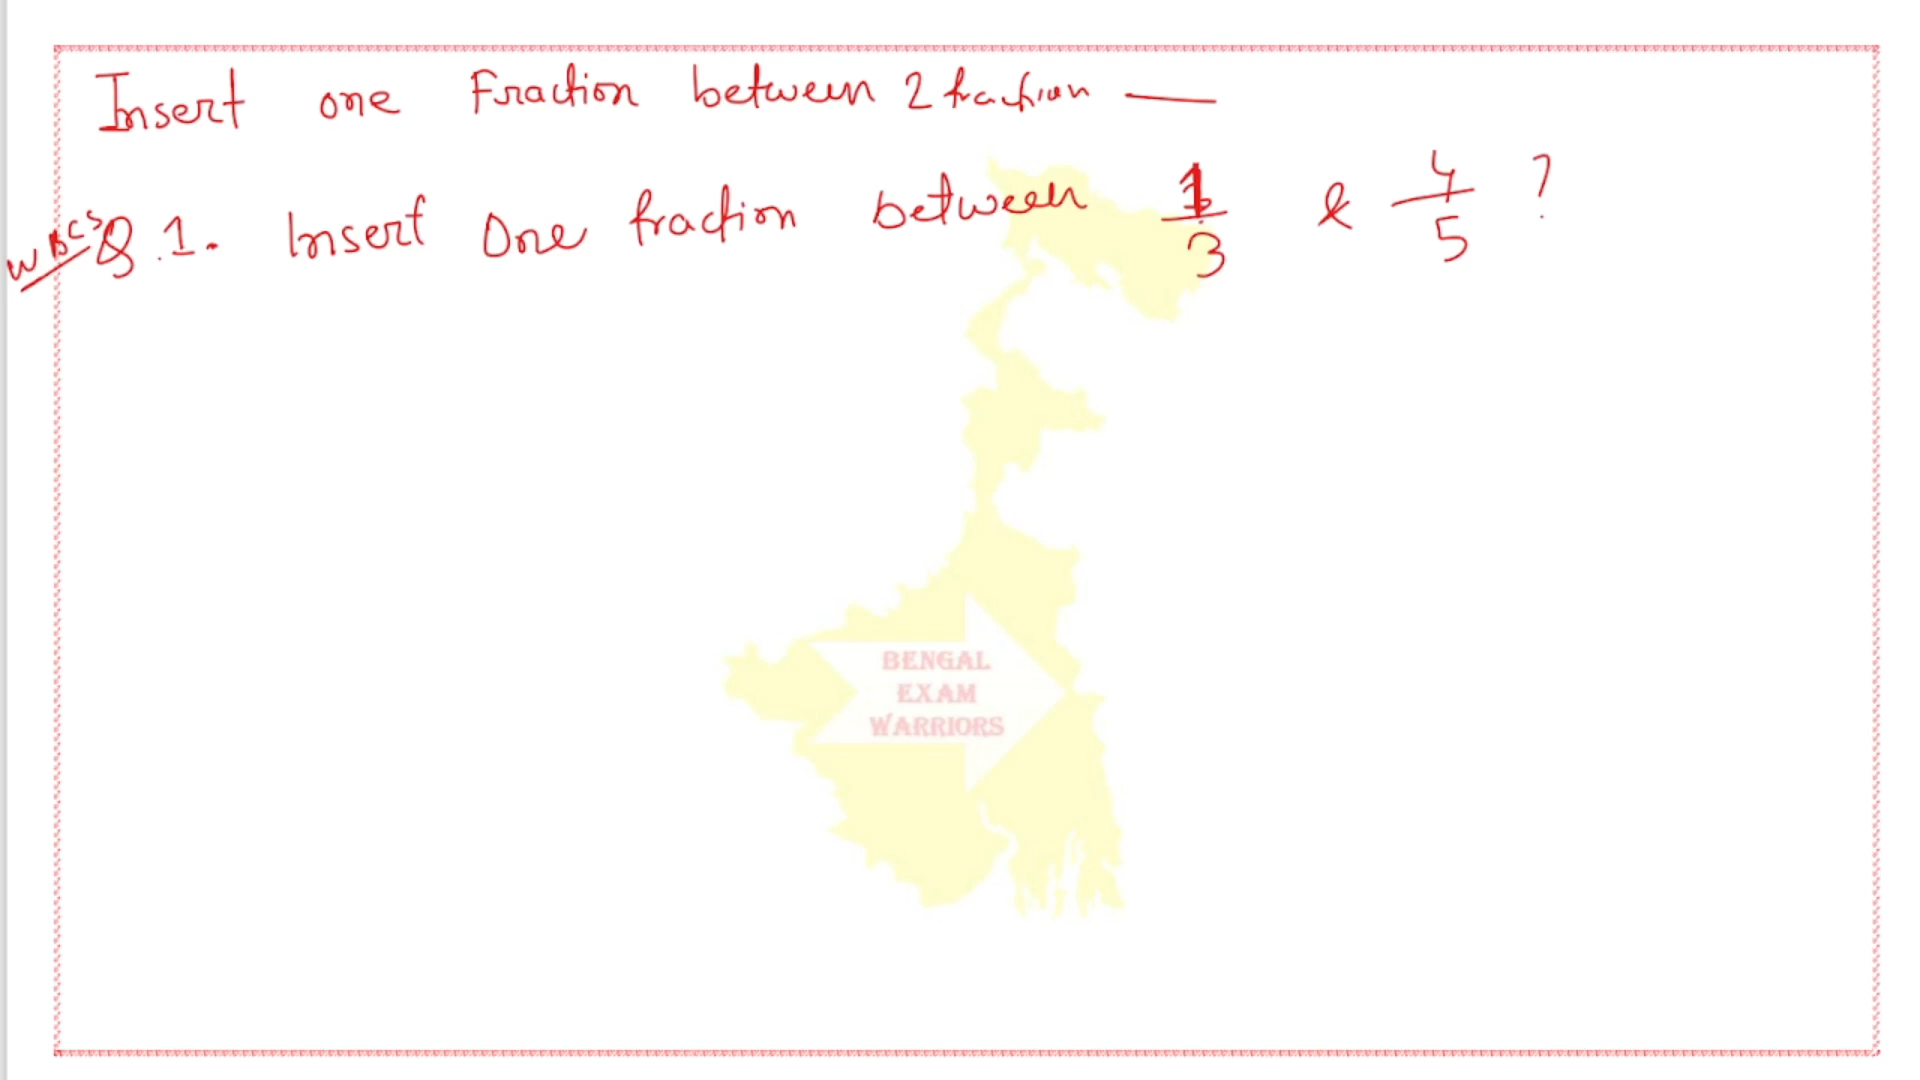 Insert one Fraction between 2 fraction —
WBCS Q.1. Insert One fraction between 1/3 & 4/5 ?
BENGAL
EXAM
WARRIORS